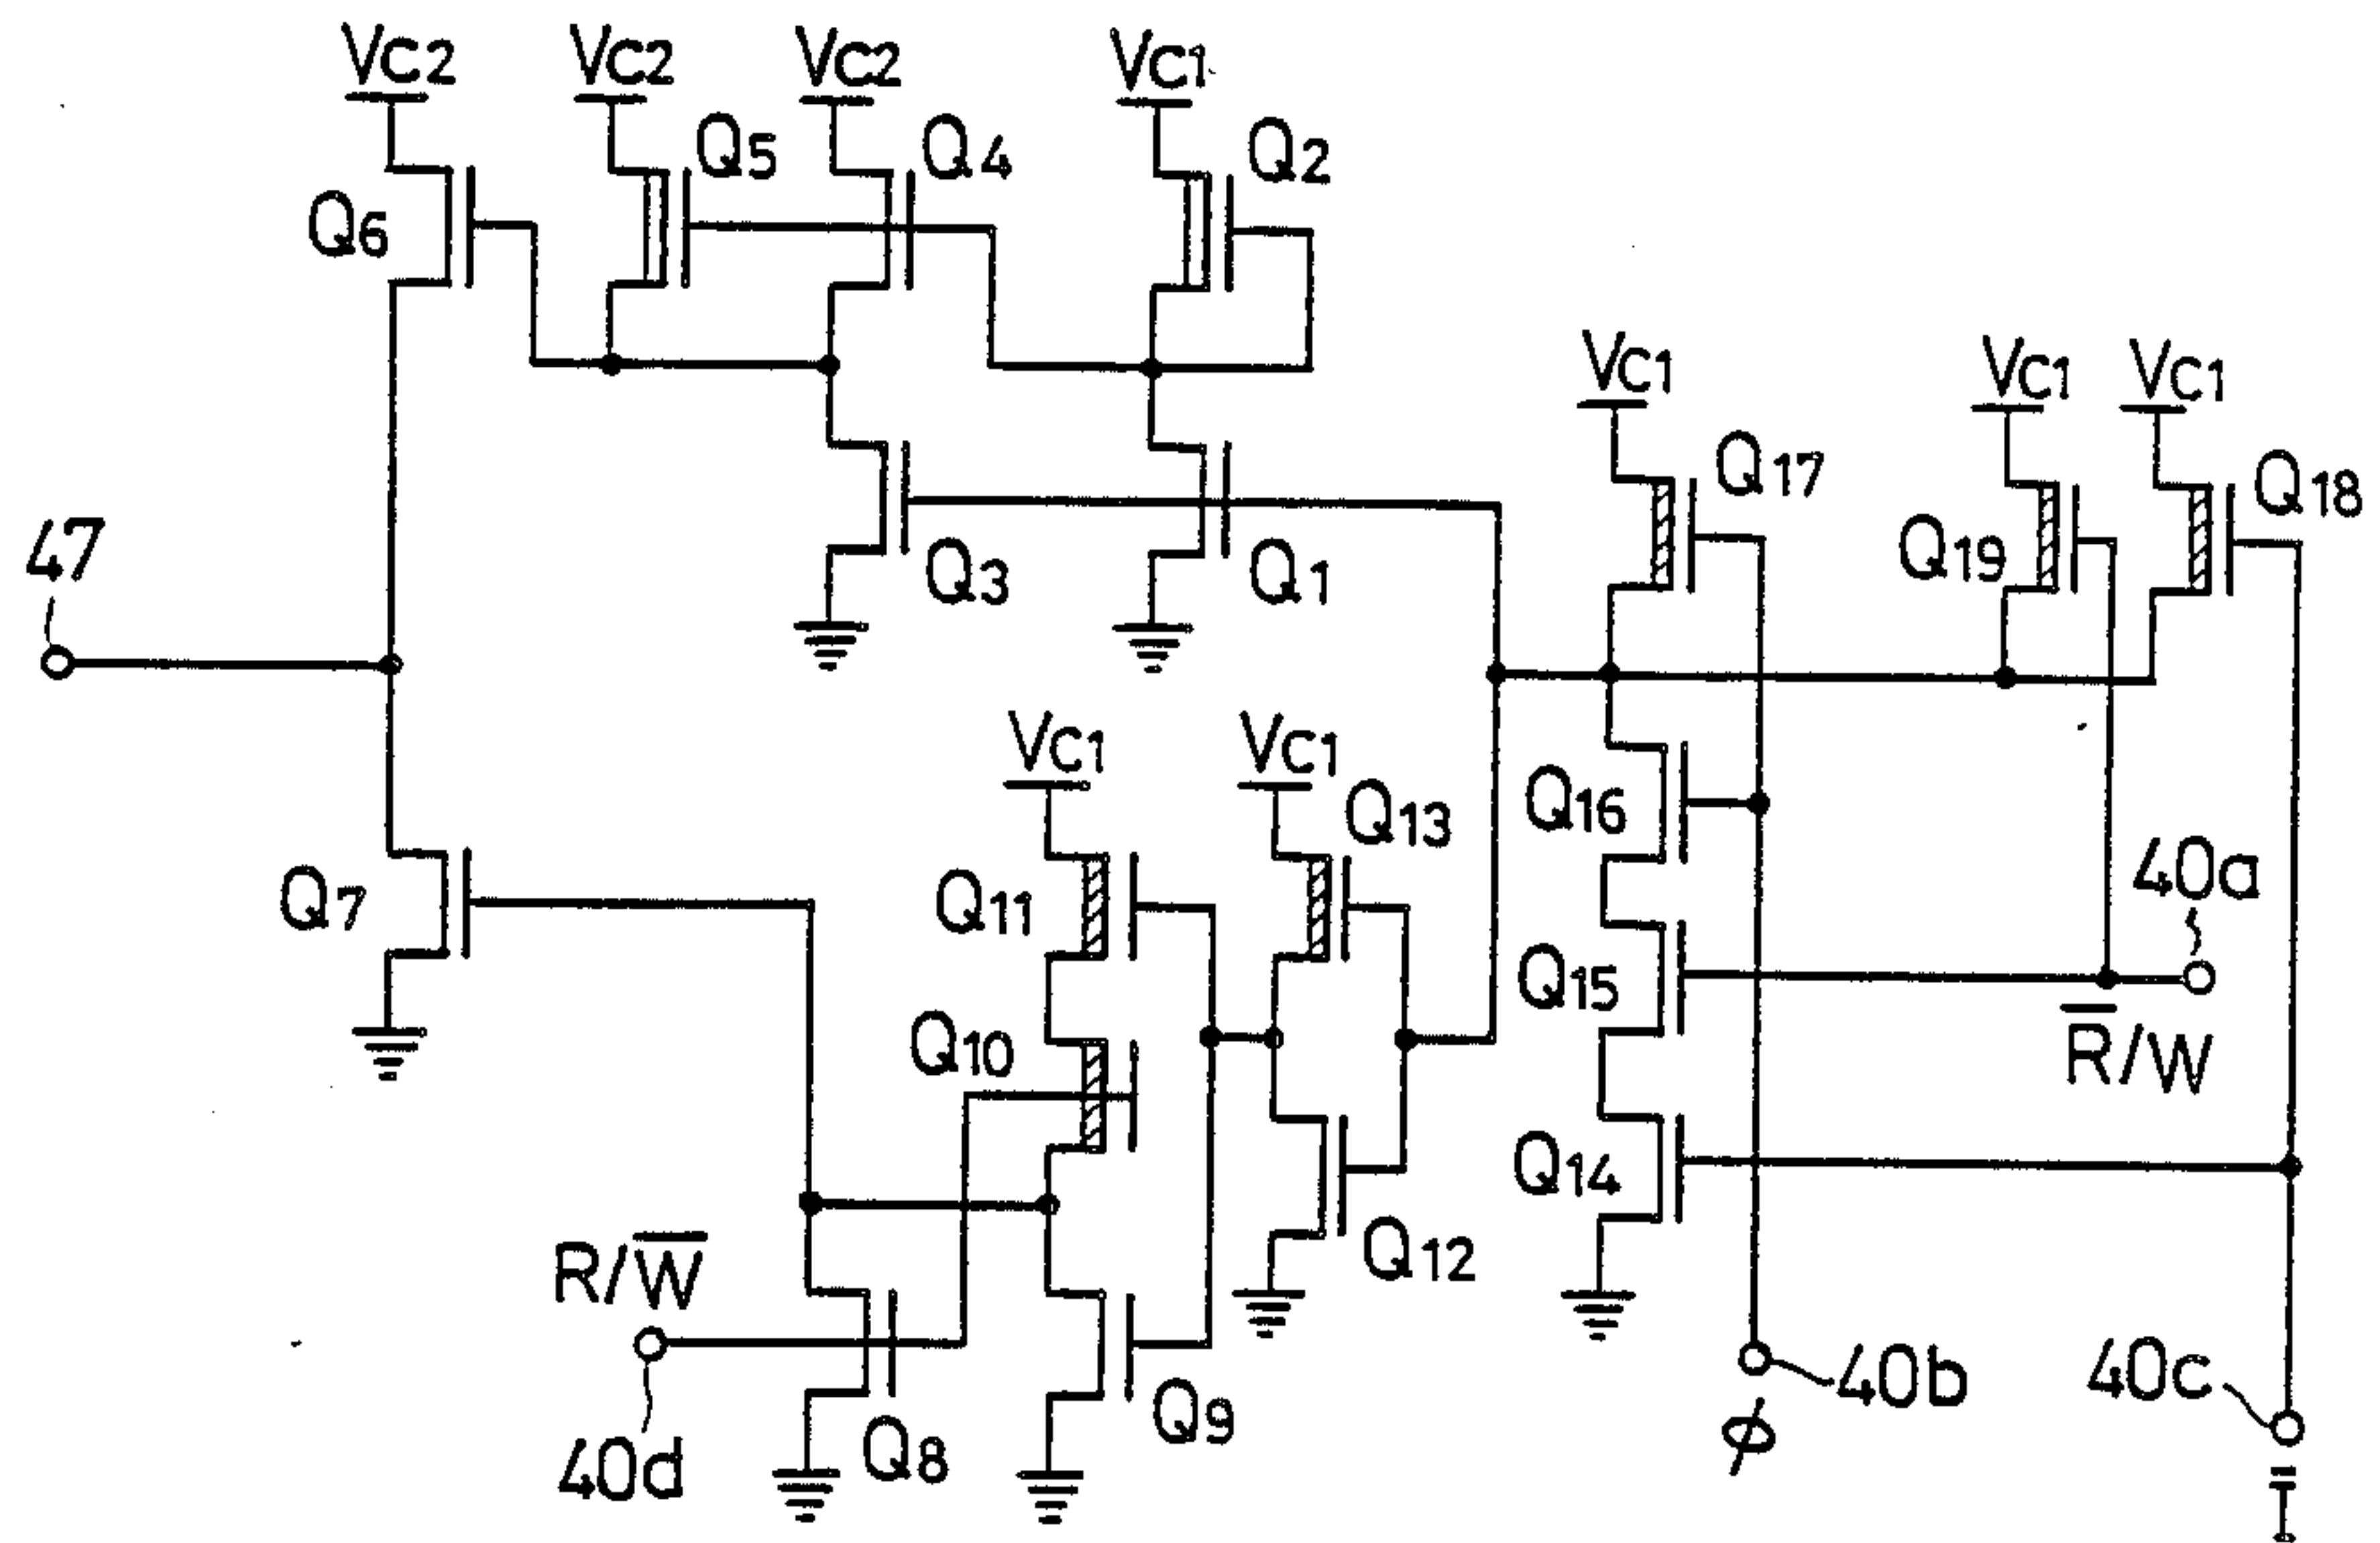 VC2 VC2 VC2 VC1
Q6 Q5 Q4 Q2
VC1 VC1 VC1
Q17 Q19 Q18
47
Q3 Q1
VC1 VC1
Q16
Q13
Q7 Q11
40a
Q15
Q10
R̅/W
Q14
R/W̅
Q12
40d
Q8 Q9
40b 40c
ϕ
I̅